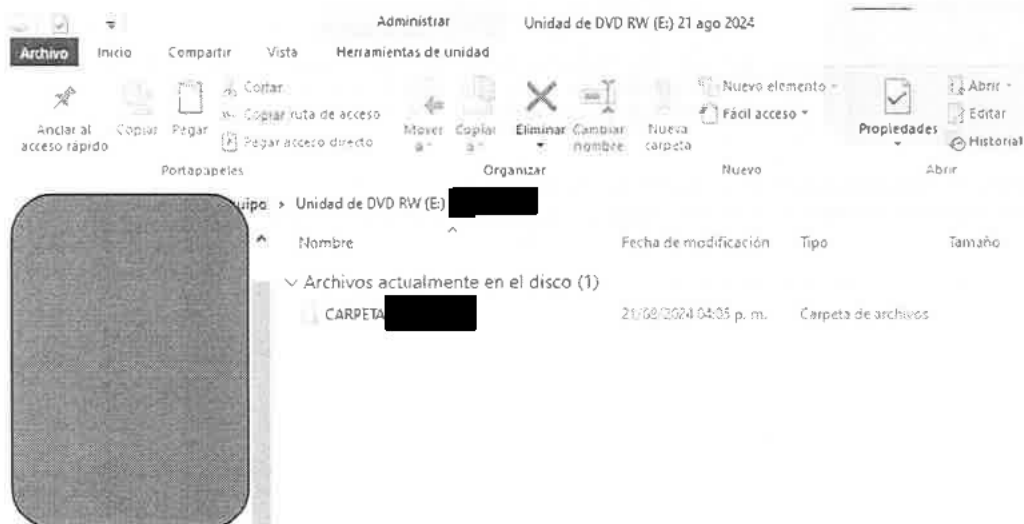 Administrar Unidad de DVD RW (E:) 21 ago 2024
Archivo Inicio Compartir Vista Herramientas de unidad
Anclar al acceso rápido
Copiar
Pegar
Cortar
Copiar ruta de acceso
Pegar acceso directo
Portapapeles
Mover a
Copiar a
Eliminar
Cambiar nombre
Organizar
Nueva carpeta
Nuevo elemento
Fácil acceso
Nuevo
Propiedades
Abrir
Editar
Historial
Abrir
uipo > Unidad de DVD RW (E:)
Nombre Fecha de modificación Tipo Tamaño
Archivos actualmente en el disco (1)
CARPETA 21/08/2024 04:05 p. m. Carpeta de archivos